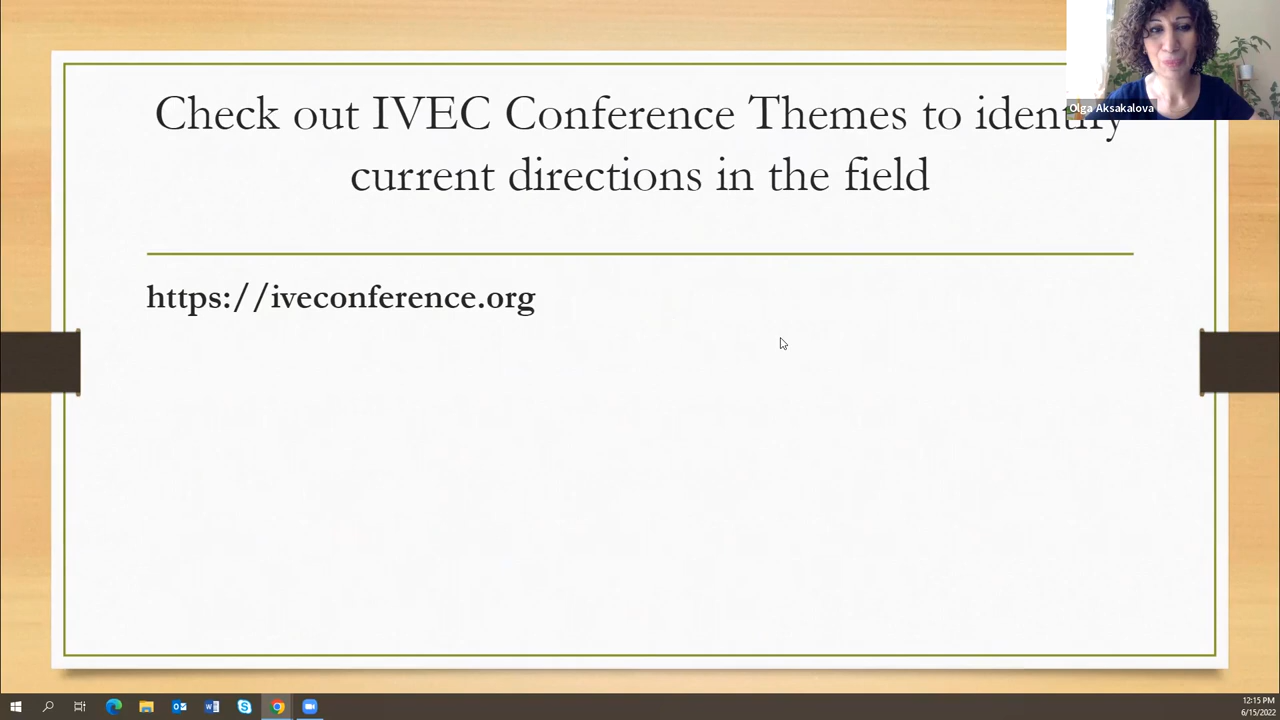 Olga Aksakalova
Check out IVEC Conference Themes to identify
current directions in the field
https://iveconference.org
12:15 PM
6/15/2022